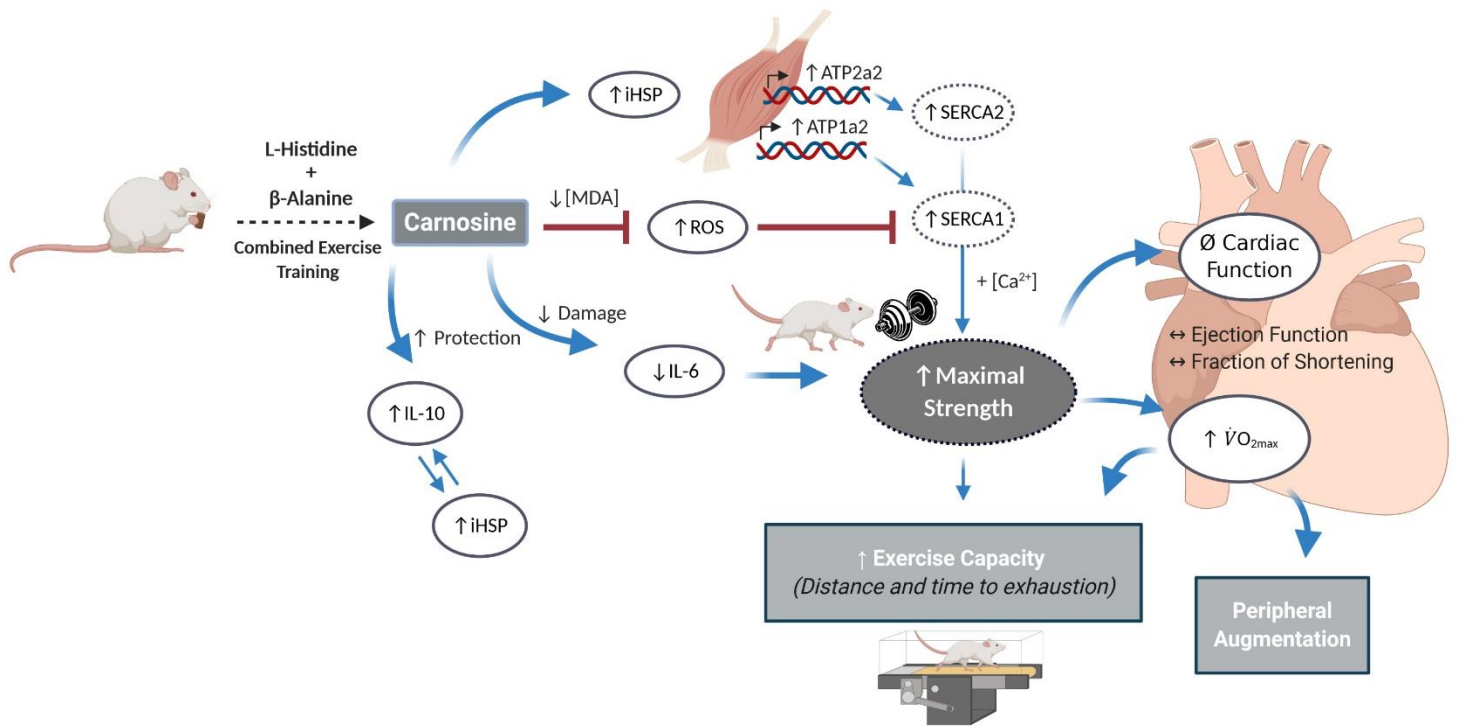 L-Histidine
+
β-Alanine
Combined Exercise
Training
Carnosine
↑ iHSP
↑ ATP2a2
↑ ATP1a2
↑ SERCA2
↓ [MDA]
↑ ROS
↑ SERCA1
+ [Ca²⁺]
↑ Protection
↓ Damage
↑ IL-10
↑ iHSP
↓ IL-6
↑ Maximal
Strength
Ø Cardiac
Function
↔ Ejection Function
↔ Fraction of Shortening
↑ V̇O₂max
↑ Exercise Capacity
(Distance and time to exhaustion)
Peripheral
Augmentation